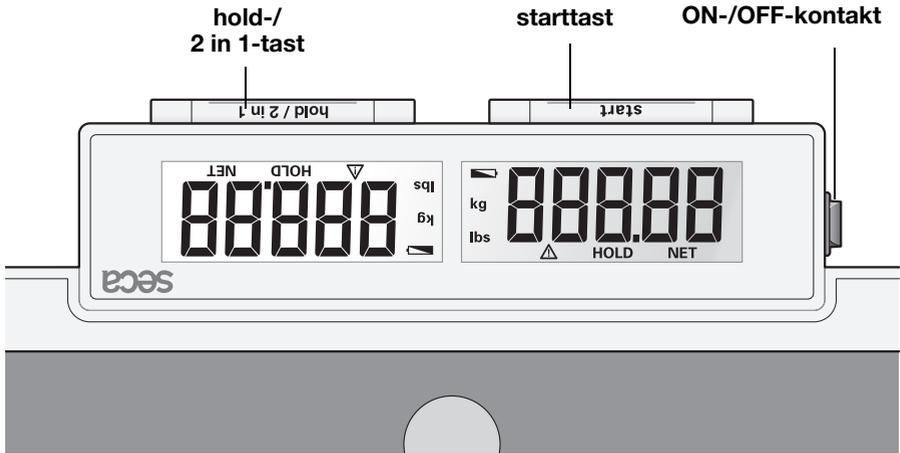 hold-/
2 in 1-tast
starttast
ON-/OFF-kontakt
hold / 2 in 1
start
NET HOLD
88.888
lbs
kg
kg
lbs
888.88
HOLD NET
seca